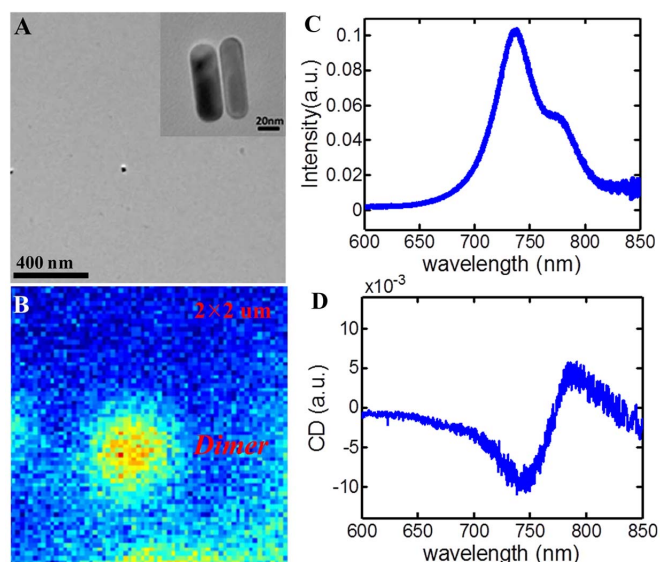 A
20nm
400 nm
B
2×2 um
Dimer
C
Intensity(a.u.)
0.1
0.08
0.06
0.04
0.02
0
600 650 700 750 800 850
wavelength (nm)
D
x10-3
CD (a.u.)
10
5
0
-5
-10
600 650 700 750 800 850
wavelength (nm)